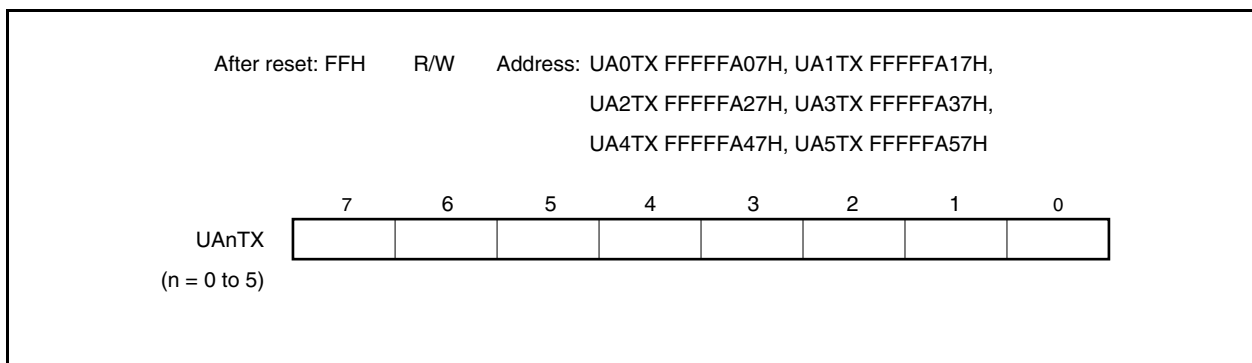 After reset: FFH R/W Address: UA0TX FFFFFA07H, UA1TX FFFFFA17H,
UA2TX FFFFFA27H, UA3TX FFFFFA37H,
UA4TX FFFFFA47H, UA5TX FFFFFA57H
7 6 5 4 3 2 1 0
UAnTX
(n = 0 to 5)